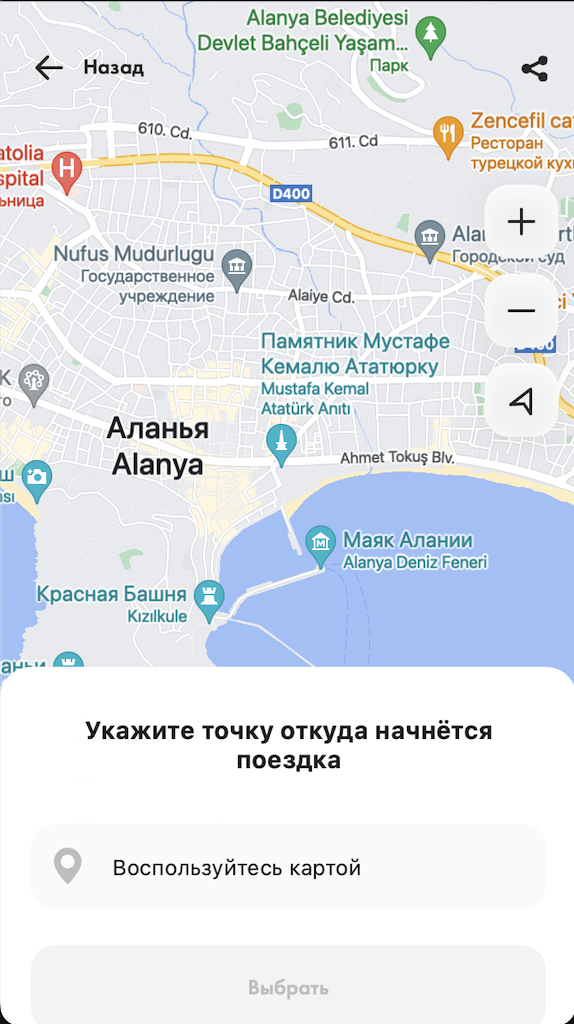 Alanya Belediyesi
Devlet Bahçeli Yaşam...
Парк
Назад
610. Cd.
611. Cd
Zencefil ca
Ресторан
турецкой кух
atolia
spital
ьница
D400
Nufus Mudurlugu
Государственное
учреждение
Городской суд
Alaiye Cd.
Памятник Мустафе
Кемалю Ататюрку
Mustafa Kemal
Atatürk Anıtı
Аланья
Alanya
Ahmet Tokuş Blv.
Маяк Алании
Alanya Deniz Feneri
Красная Башня
Kızılkule
Укажите точку откуда начнётся
поездка
Воспользуйтесь картой
Выбрать